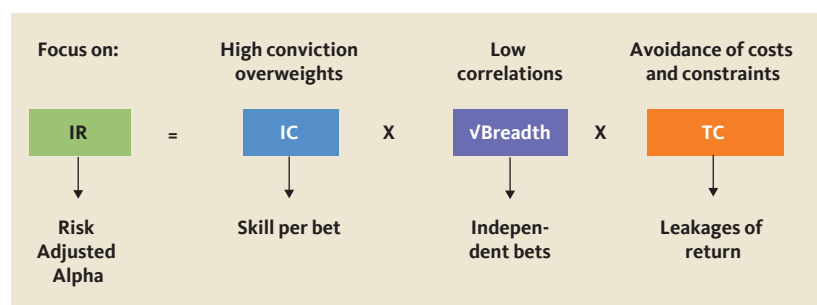 Focus on:
High conviction
overweights
Low
correlations
Avoidance of costs
and constraints
IR
=
IC
X
√Breadth
X
TC
Risk
Adjusted
Alpha
Skill per bet
Indepen-
dent bets
Leakages of
return